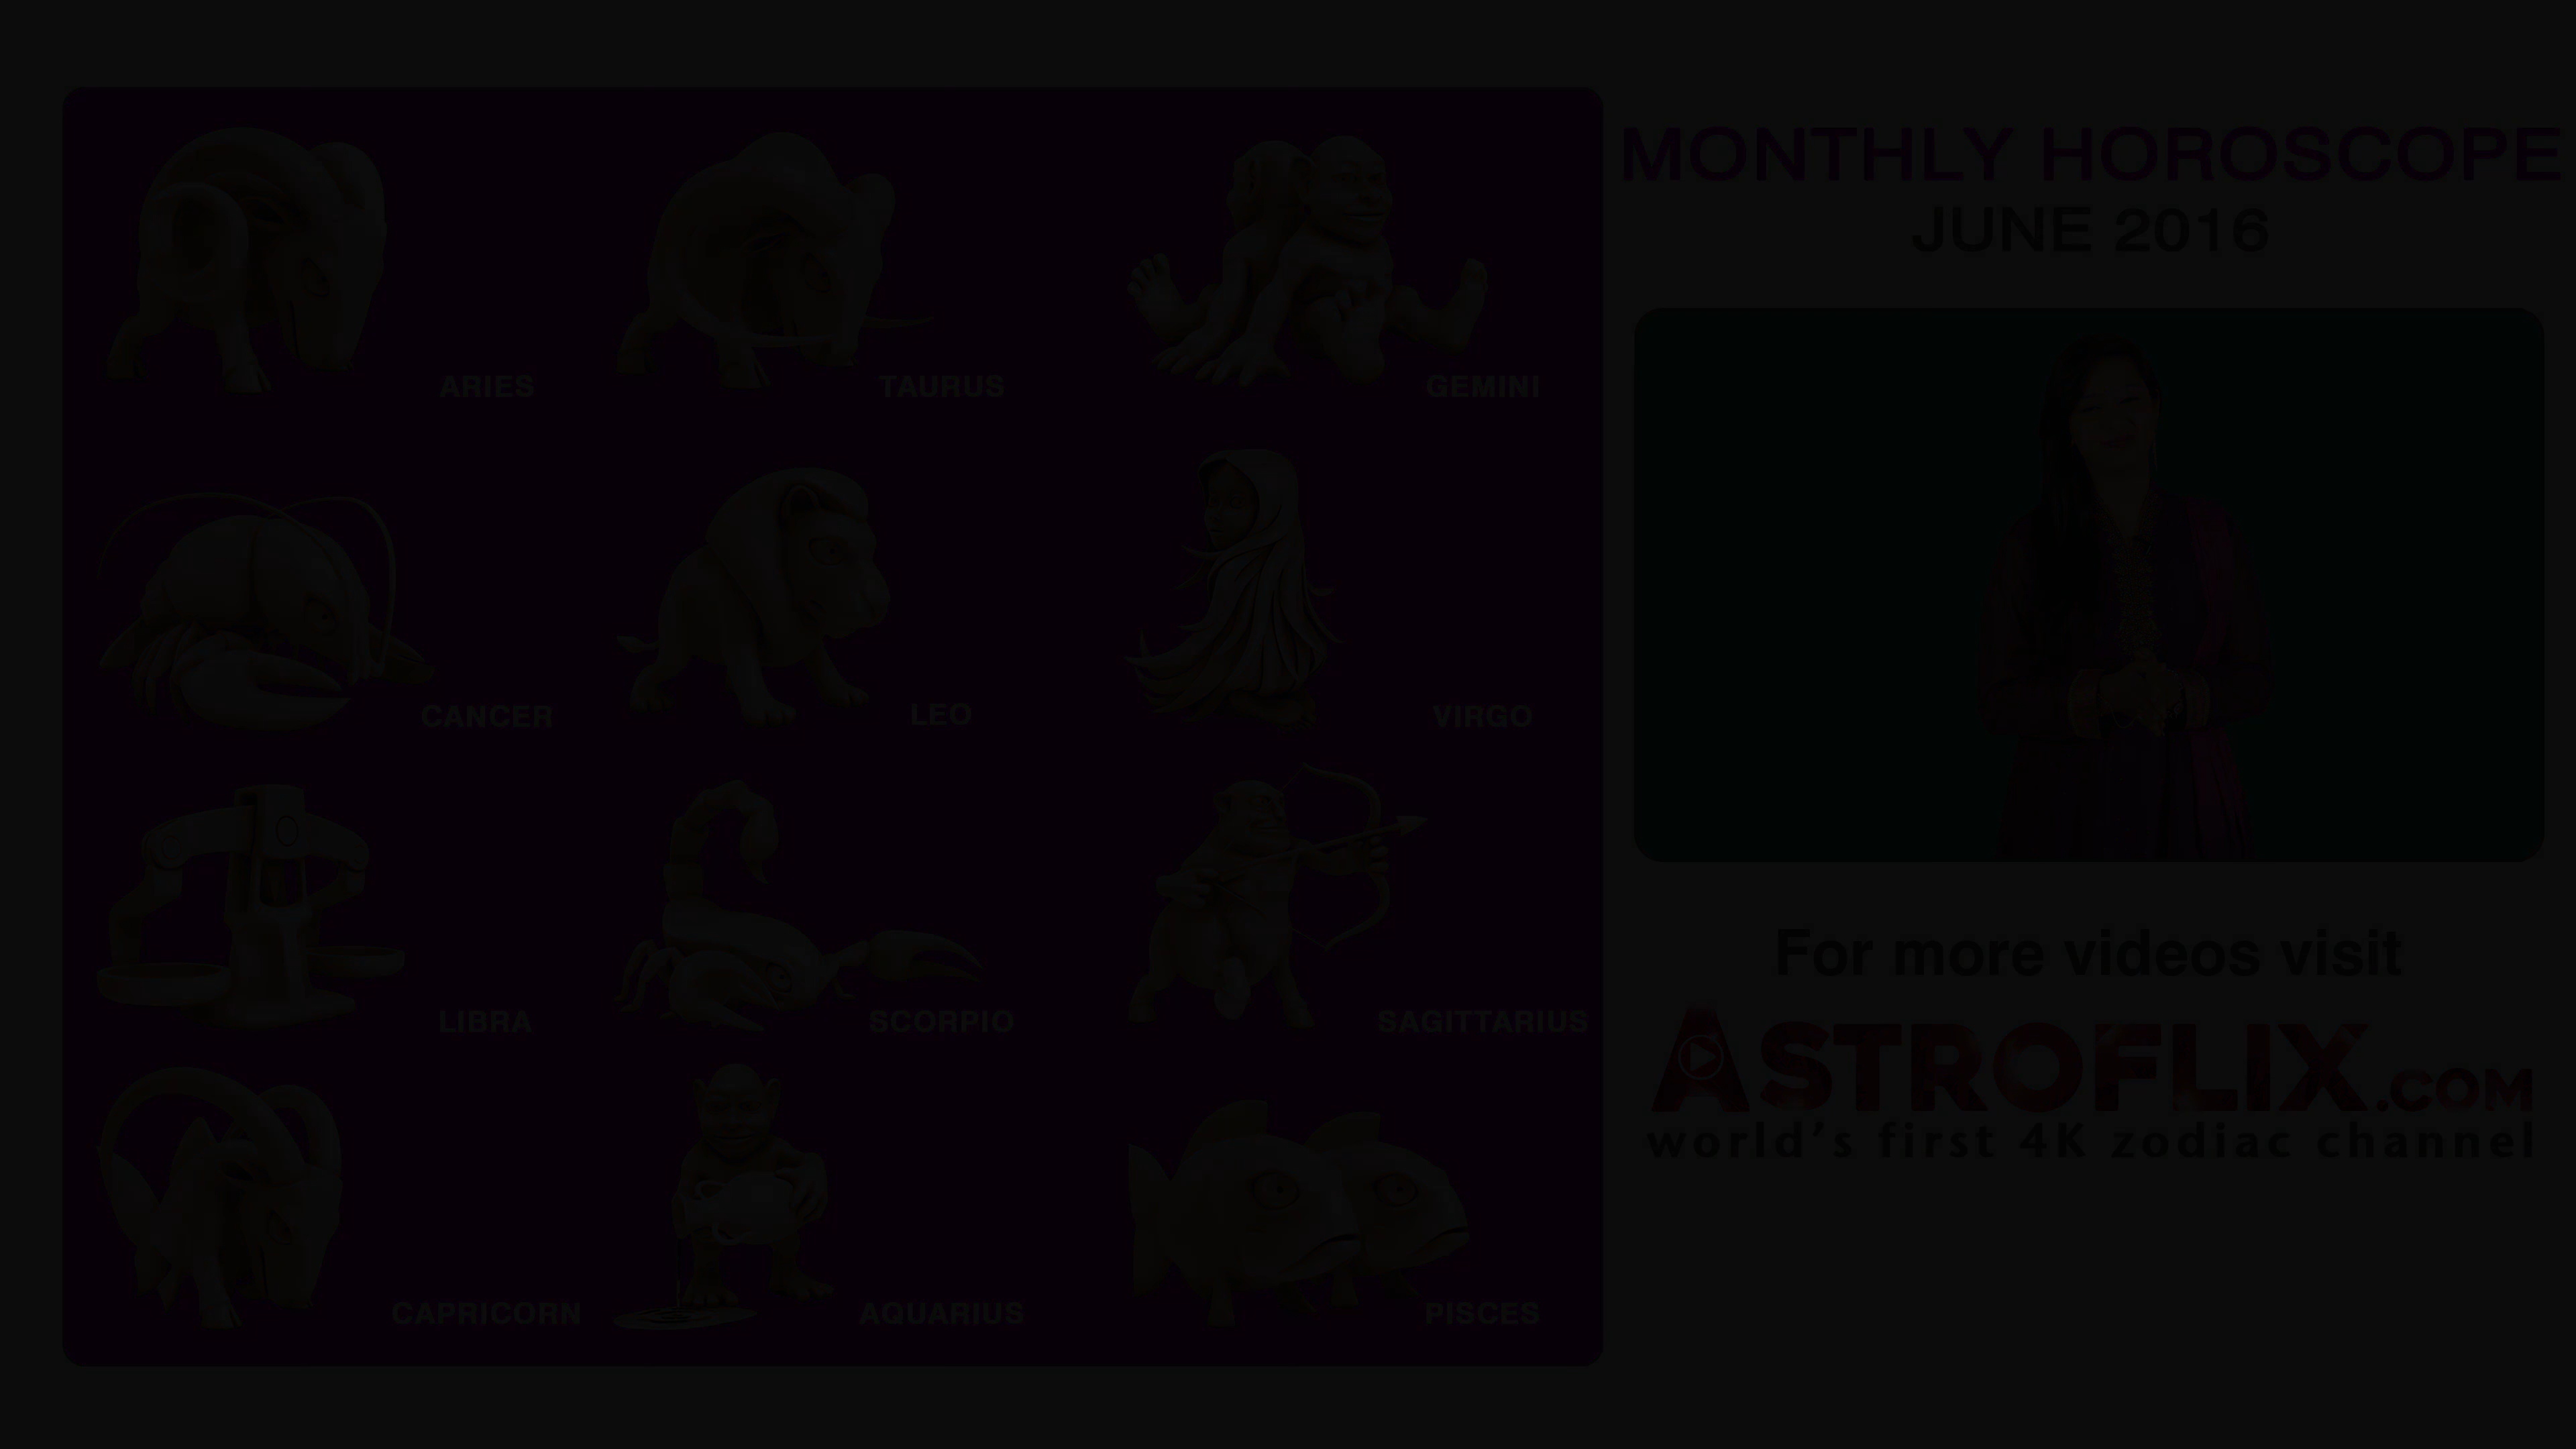 ARIES
TAURUS
GEMINI
CANCER
LEO
VIRGO
LIBRA
SCORPIO
SAGITTARIUS
CAPRICORN
AQUARIUS
PISCES
MONTHLY HOROSCOPE
JUNE 2016
For more videos visit
ASTROFLIX.COM
world's first 4K zodiac channel